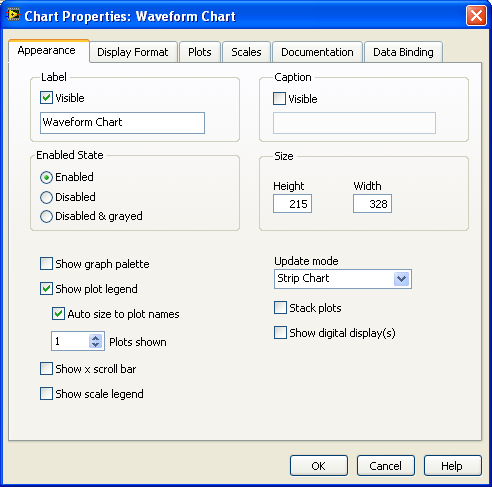 Chart Properties: Waveform Chart
Appearance Display Format Plots Scales Documentation Data Binding
Label
Visible
Waveform Chart
Caption
Visible
Enabled State
Enabled
Disabled
Disabled & grayed
Size
Height Width
215 328
Show graph palette
Show plot legend
Auto size to plot names
1 Plots shown
Show x scroll bar
Show scale legend
Update mode
Strip Chart
Stack plots
Show digital display(s)
OK Cancel Help